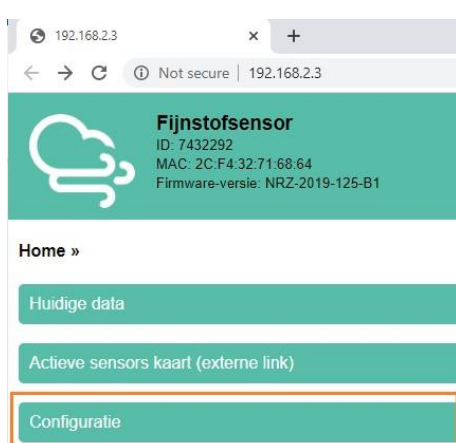 192.168.2.3
Not secure | 192.168.2.3
Fijnstofsensor
ID: 7432292
MAC: 2C:F4:32:71:68:64
Firmware-versie: NRZ-2019-125-B1
Home »
Huidige data
Actieve sensors kaart (externe link)
Configuratie